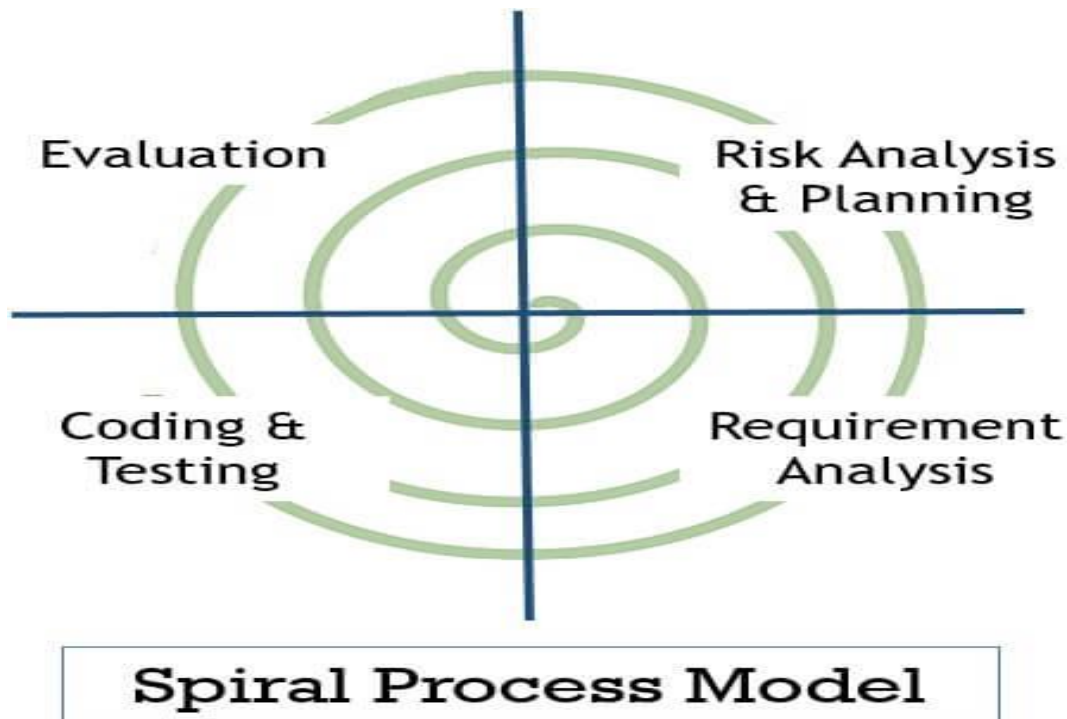 Evaluation
Risk Analysis
& Planning
Coding &
Testing
Requirement
Analysis
Spiral Process Model